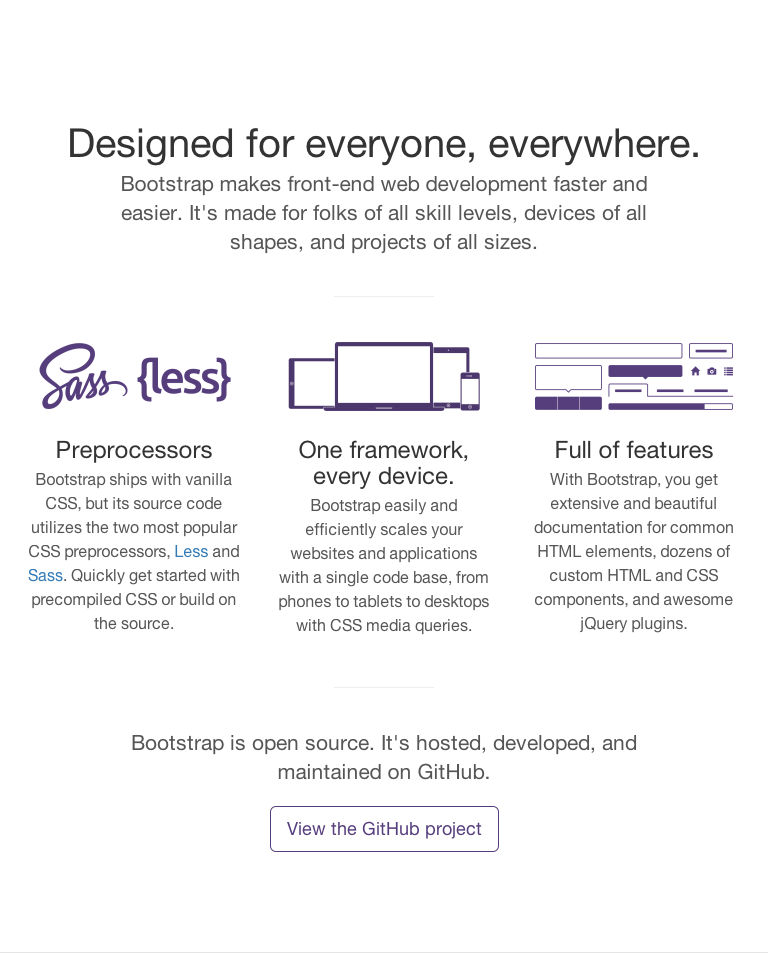 Designed for everyone, everywhere.
Bootstrap makes front-end web development faster and
easier. It's made for folks of all skill levels, devices of all
shapes, and projects of all sizes.
Sass {less}
Preprocessors
Bootstrap ships with vanilla
CSS, but its source code
utilizes the two most popular
CSS preprocessors, Less and
Sass. Quickly get started with
precompiled CSS or build on
the source.
One framework,
every device.
Bootstrap easily and
efficiently scales your
websites and applications
with a single code base, from
phones to tablets to desktops
with CSS media queries.
Full of features
With Bootstrap, you get
extensive and beautiful
documentation for common
HTML elements, dozens of
custom HTML and CSS
components, and awesome
jQuery plugins.
Bootstrap is open source. It's hosted, developed, and
maintained on GitHub.
View the GitHub project